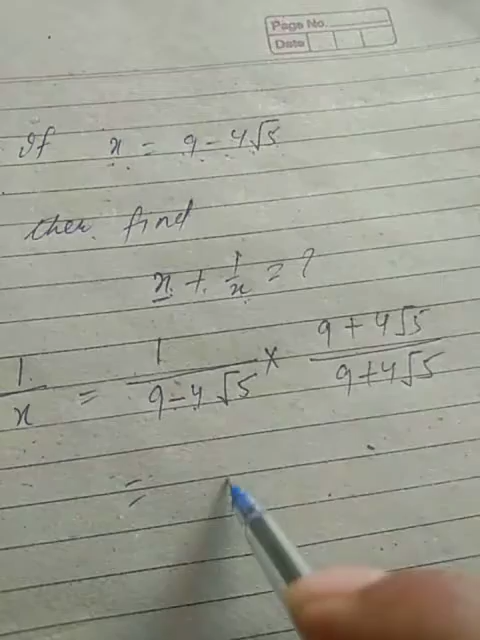 Page No.
Date
If x = 9 - 4√5
then find
x + 1/x = ?
1/x = 1/(9-4√5) × (9+4√5)/(9+4√5)
=